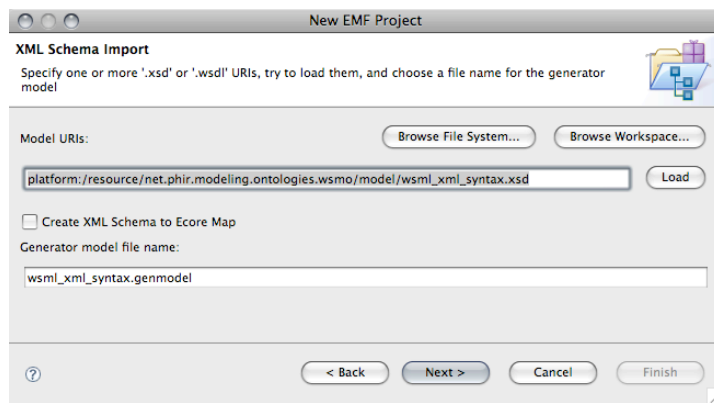 New EMF Project
XML Schema Import
Specify one or more '.xsd' or '.wsdl' URIs, try to load them, and choose a file name for the generator
model
Model URIs:
Browse File System...
Browse Workspace...
platform:/resource/net.phir.modeling.ontologies.wsmo/model/wsml_xml_syntax.xsd
Load
Create XML Schema to Ecore Map
Generator model file name:
wsml_xml_syntax.genmodel
?
< Back
Next >
Cancel
Finish